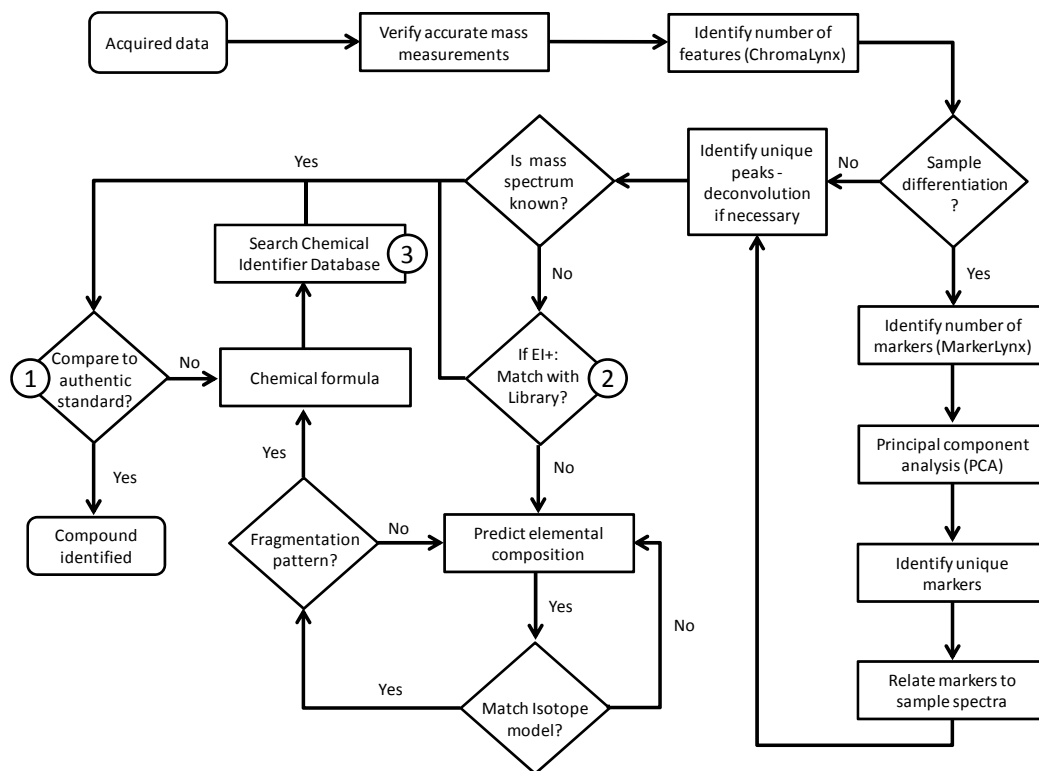 Acquired data
Verify accurate mass
measurements
Identify number of
features (ChromaLynx)
Sample
differentiation
?
No
Yes
Identify unique
peaks -
deconvolution
if necessary
Is mass
spectrum
known?
Yes
No
Search Chemical
Identifier Database
3
If EI+:
Match with
Library?
2
No
Compare to
authentic
standard?
1
No
Yes
Chemical formula
Compound
identified
Yes
Fragmentation
pattern?
No
Predict elemental
composition
Yes
No
Match Isotope
model?
Yes
Identify number of
markers (MarkerLynx)
Principal component
analysis (PCA)
Identify unique
markers
Relate markers to
sample spectra